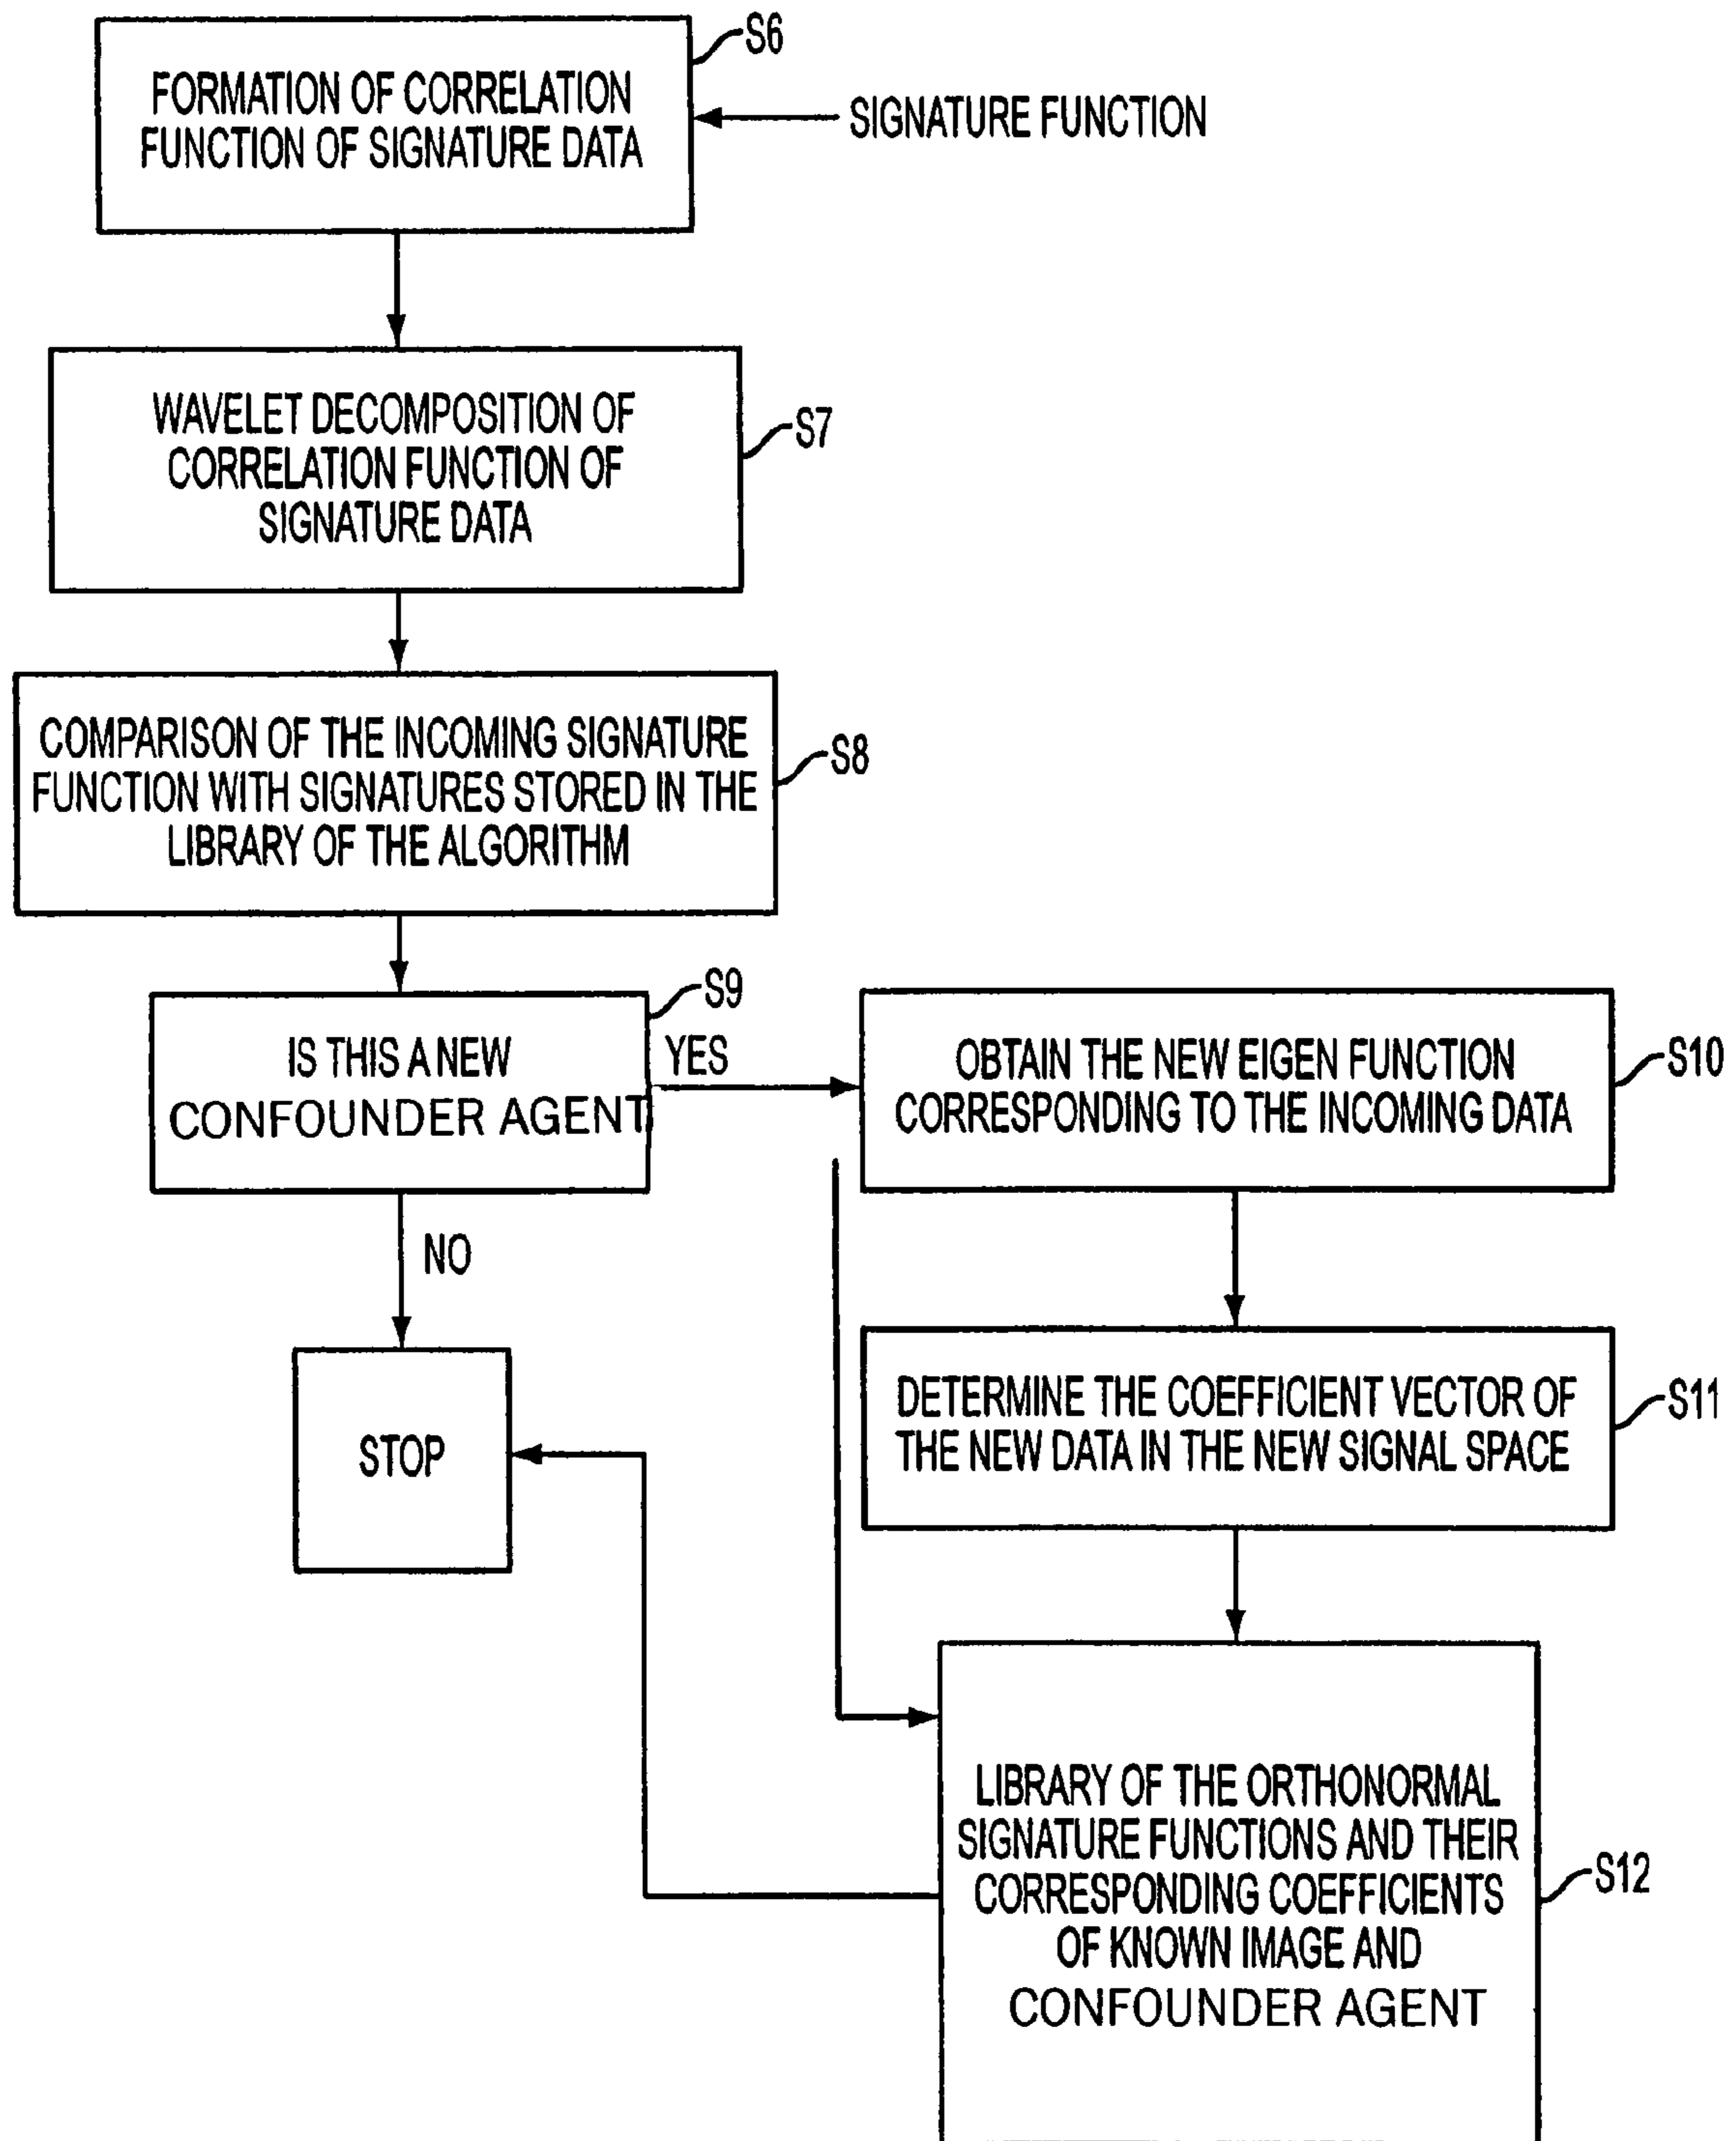 S6
FORMATION OF CORRELATION
FUNCTION OF SIGNATURE DATA
SIGNATURE FUNCTION
WAVELET DECOMPOSITION OF
CORRELATION FUNCTION OF
SIGNATURE DATA
S7
COMPARISON OF THE INCOMING SIGNATURE
FUNCTION WITH SIGNATURES STORED IN THE
LIBRARY OF THE ALGORITHM
S8
S9
IS THIS A NEW
CONFOUNDER AGENT
YES
NO
STOP
OBTAIN THE NEW EIGEN FUNCTION
CORRESPONDING TO THE INCOMING DATA
S10
DETERMINE THE COEFFICIENT VECTOR OF
THE NEW DATA IN THE NEW SIGNAL SPACE
S11
LIBRARY OF THE ORTHONORMAL
SIGNATURE FUNCTIONS AND THEIR
CORRESPONDING COEFFICIENTS
OF KNOWN IMAGE AND
CONFOUNDER AGENT
S12